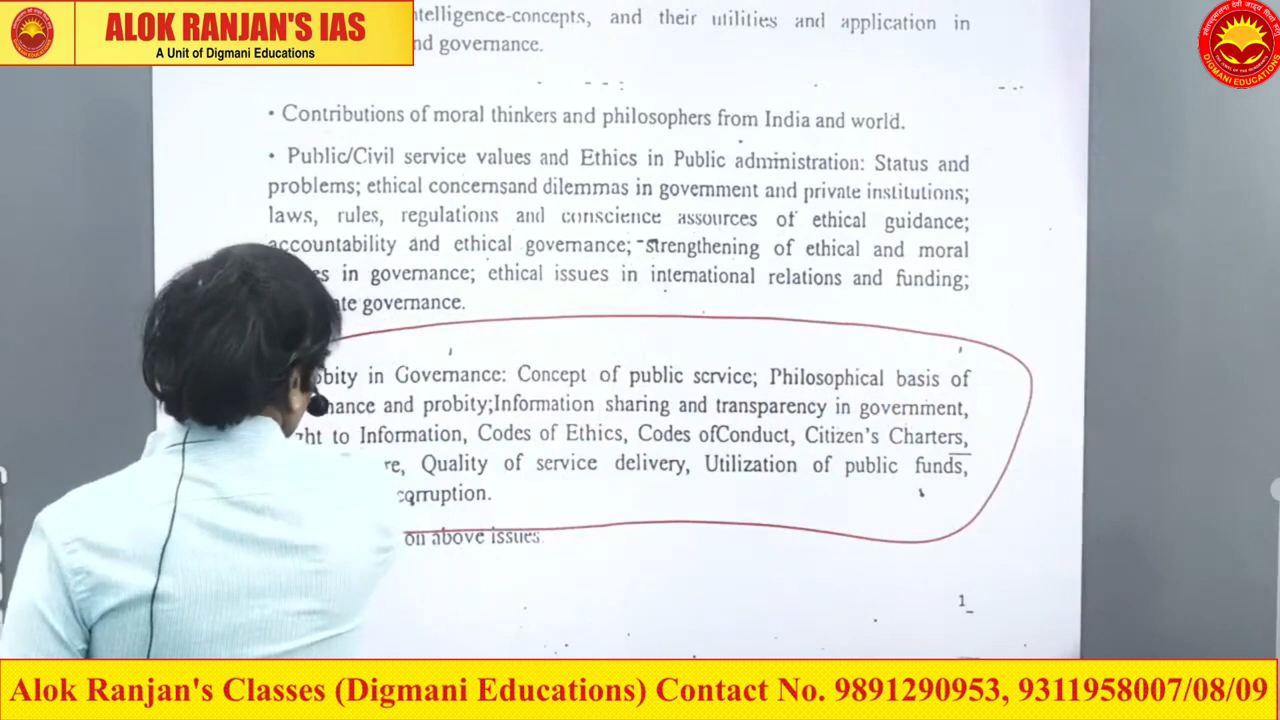 ALOK RANJAN'S IAS
A Unit of Digmani Educations
DIGMANI EDUCATIONS
ntelligence-concepts, and their utilities and application in
nd governance.
• Contributions of moral thinkers and philosophers from India and world.
• Public/Civil service values and Ethics in Public administration: Status and
problems; ethical concernsand dilemmas in government and private institutions;
laws, rules, regulations and conscience assources of ethical guidance;
accountability and ethical governance; strengthening of ethical and moral
s in governance; ethical issues in international relations and funding;
ate governance.
obity in Governance: Concept of public service; Philosophical basis of
nance and probity;Information sharing and transparency in government,
ght to Information, Codes of Ethics, Codes ofConduct, Citizen's Charters,
re, Quality of service delivery, Utilization of public funds,
corruption.
on above issues.
1
Alok Ranjan's Classes (Digmani Educations) Contact No. 9891290953, 9311958007/08/09